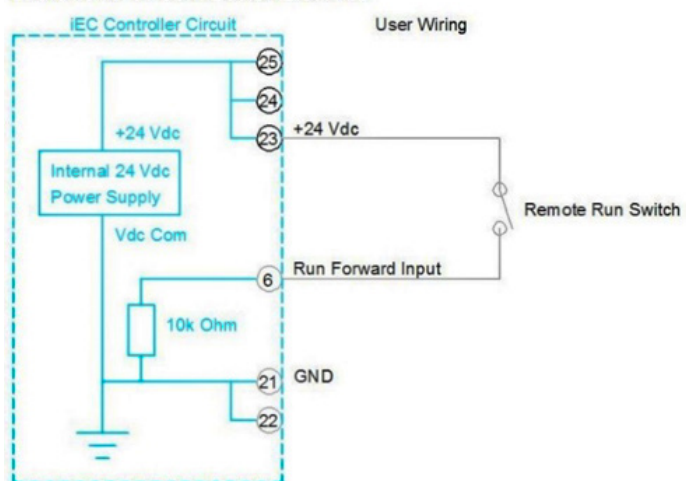 iEC Controller Circuit
User Wiring
25
24
+24 Vdc
23
+24 Vdc
Internal 24 Vdc
Power Supply
Remote Run Switch
Vdc Com
6
Run Forward Input
10k Ohm
21
GND
22